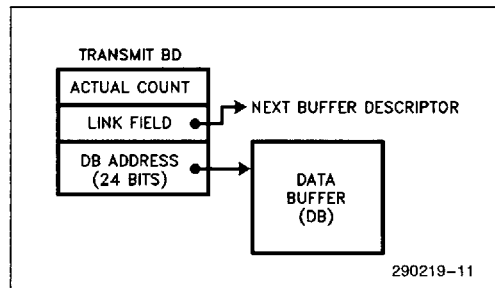 TRANSMIT BD
ACTUAL COUNT
LINK FIELD
NEXT BUFFER DESCRIPTOR
DB ADDRESS
(24 BITS)
DATA
BUFFER
(DB)
290219-11